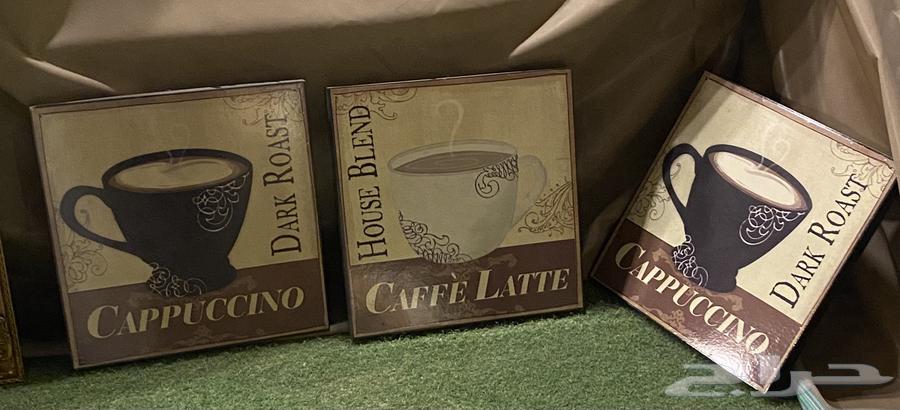 DARK ROAST
CAPPUCCINO
HOUSE BLEND
CAFFÈ LATTE
DARK ROAST
CAPPUCCINO
حراج